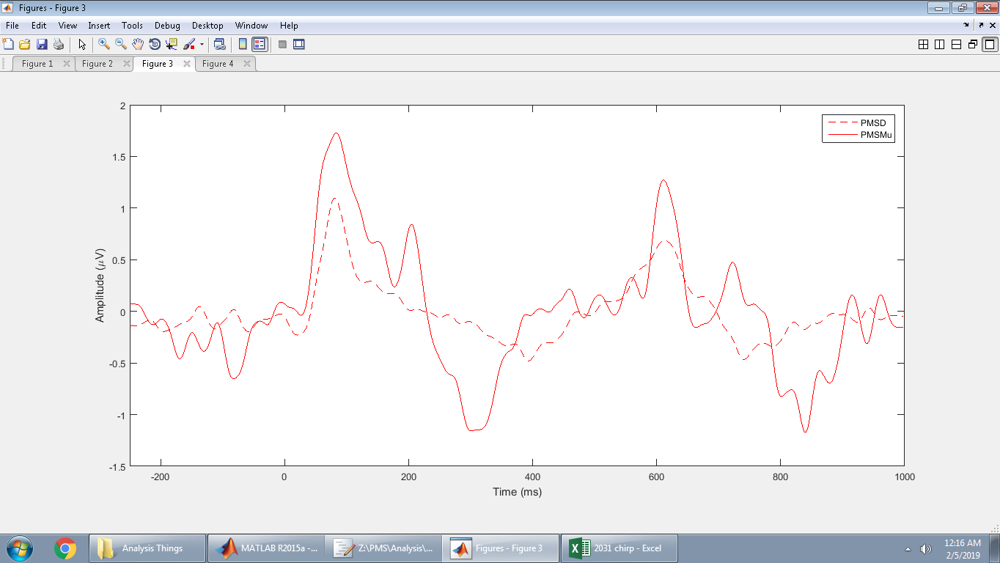 Figures - Figure 3
File Edit View Insert Tools Debug Desktop Window Help
Figure 1 Figure 2 Figure 3 Figure 4
2
1.5
1
0.5
0
-0.5
-1
-1.5
Amplitude (μV)
PMSD
PMSMu
-200 0 200 400 600 800 1000
Time (ms)
Analysis Things
MATLAB R2015a -...
Z:\PMS\Analysis\...
Figures - Figure 3
2031 chirp - Excel
12:16 AM
2/5/2019